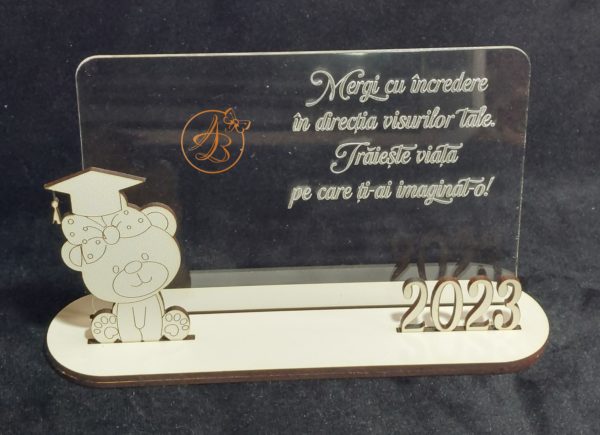 Mergi cu încredere
în direcția visurilor tale.
Trăiește viața
pe care ți-ai imaginat-o!
AB
2023